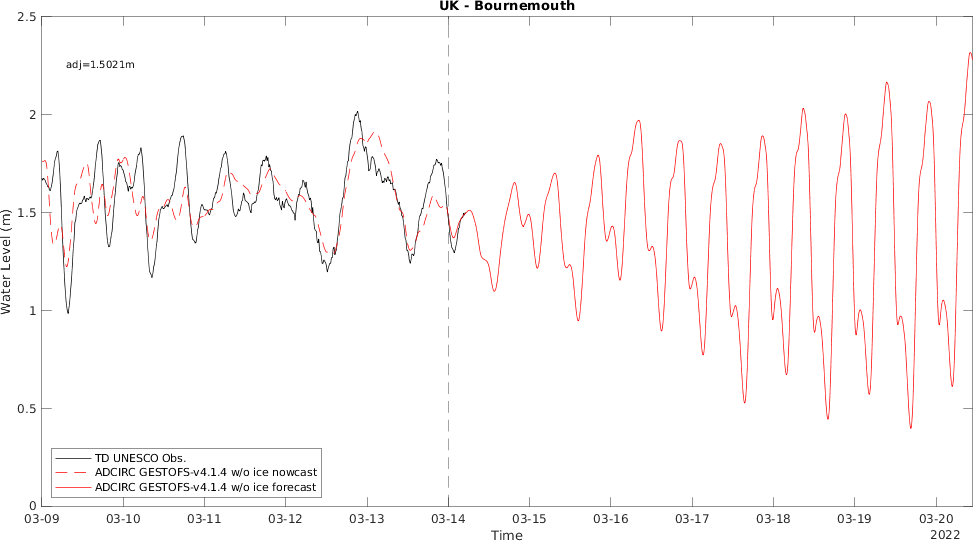 UK - Bournemouth
2.5
2
1.5
1
0.5
0
Water Level (m)
adj=1.5021m
TD UNESCO Obs.
ADCIRC GESTOFS-v4.1.4 w/o ice nowcast
ADCIRC GESTOFS-v4.1.4 w/o ice forecast
03-09 03-10 03-11 03-12 03-13 03-14 03-15 03-16 03-17 03-18 03-19 03-20
2022
Time